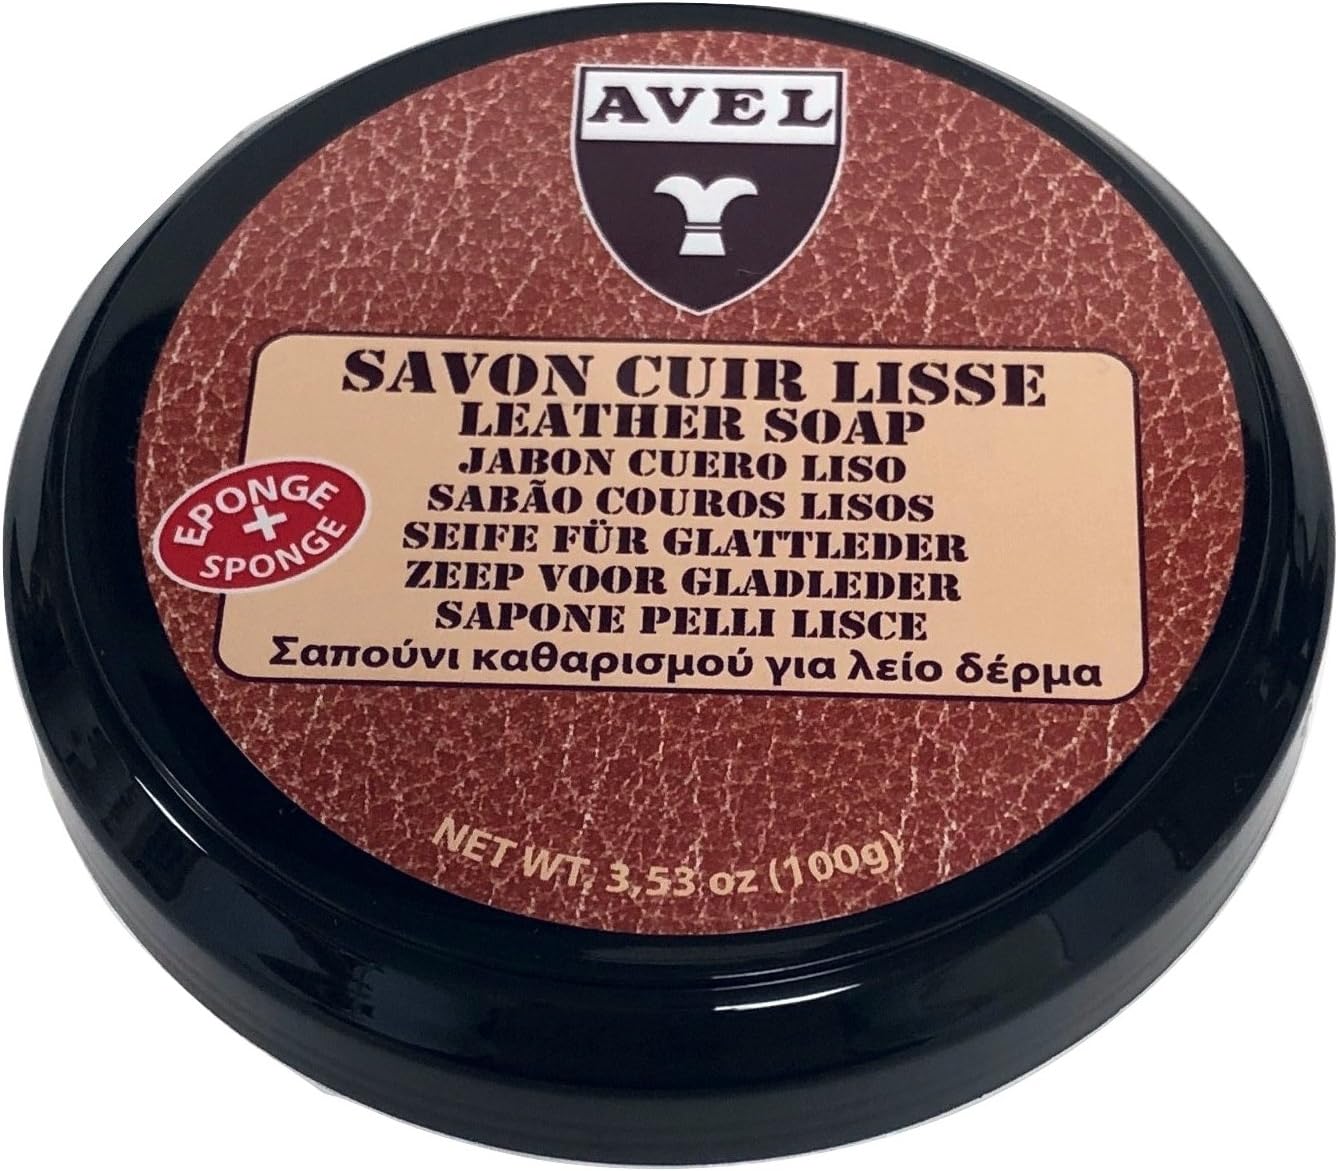 AVEL
SAVON CUIR LISSE
LEATHER SOAP
JABON CUERO LISO
SABÃO COUROS LISOS
SEIFE FÜR GLATTLEDER
ZEEP VOOR GLADLEDER
SAPONE PELLI LISCE
Σαπούνι καθαρισμού για λείο δέρμα
EPONGE
+
SPONGE
NET WT. 3,53 oz (100g)